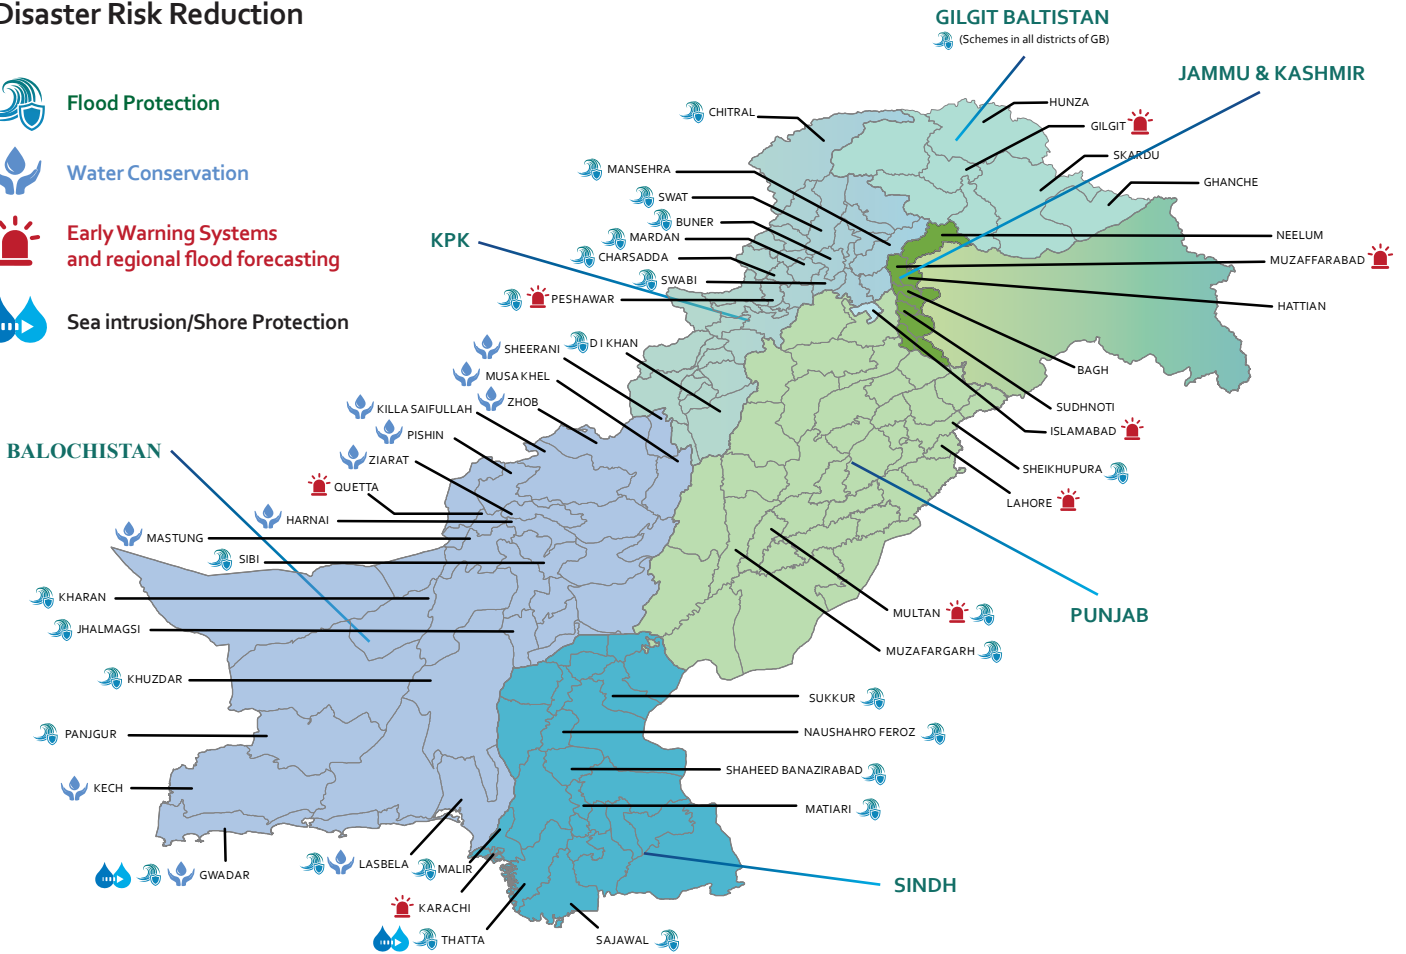 Disaster Risk Reduction
Flood Protection
Water Conservation
Early Warning Systems
and regional flood forecasting
Sea intrusion/Shore Protection
GILGIT BALTISTAN
(Schemes in all districts of GB)
JAMMU & KASHMIR
HUNZA
GILGIT
SKARDU
GHANCHE
NEELUM
MUZAFFARABAD
HATTIAN
BAGH
SUDHNOTI
ISLAMABAD
SHEIKHUPURA
LAHORE
PUNJAB
MULTAN
MUZAFARGARH
CHITRAL
MANSEHRA
SWAT
BUNER
MARDAN
CHARSADDA
SWABI
PESHAWAR
KPK
D I KHAN
SHEERANI
MUSA KHEL
ZHOB
KILLA SAIFULLAH
PISHIN
ZIARAT
QUETTA
HARNAI
MASTUNG
SIBI
BALOCHISTAN
KHARAN
JHALMAGSI
KHUZDAR
PANJGUR
KECH
GWADAR
LASBELA
MALIR
KARACHI
THATTA
SAJAWAL
SUKKUR
NAUSHAHRO FEROZ
SHAHEED BANAZIRABAD
MATIARI
SINDH